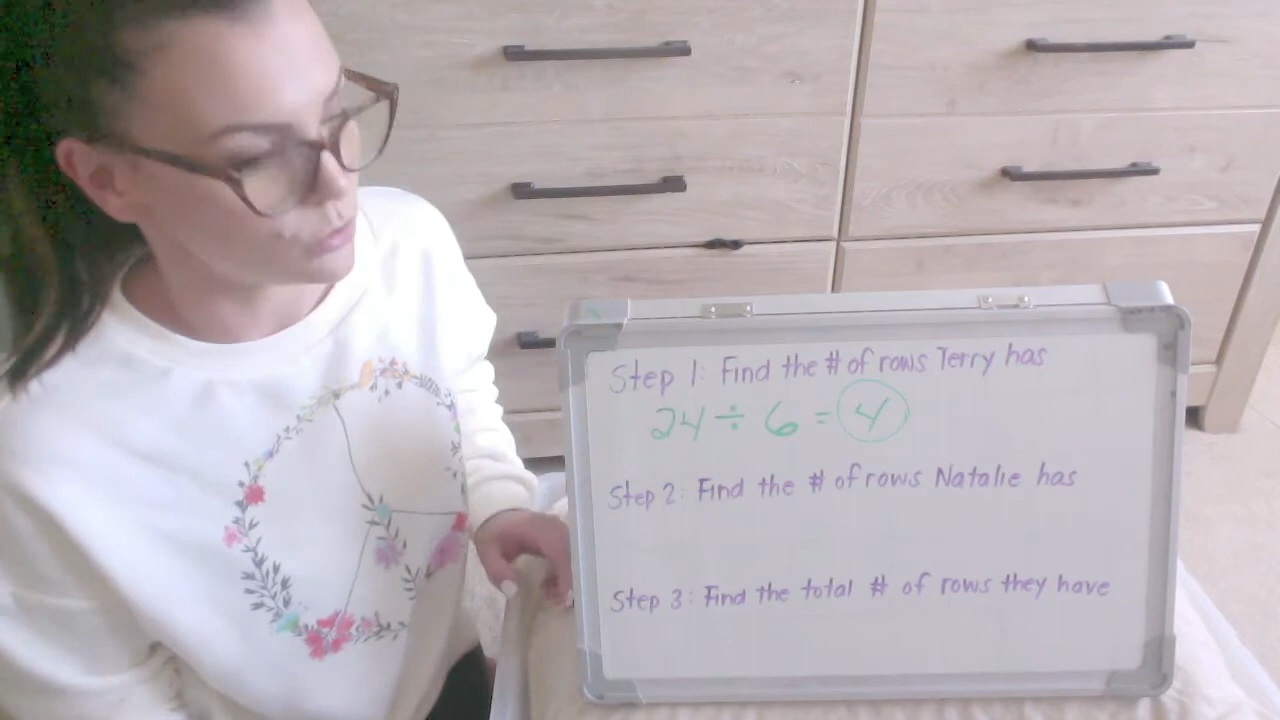 Step 1: Find the # of rows Terry has
24 ÷ 6 = 4
Step 2: Find the # of rows Natalie has
Step 3: Find the total # of rows they have